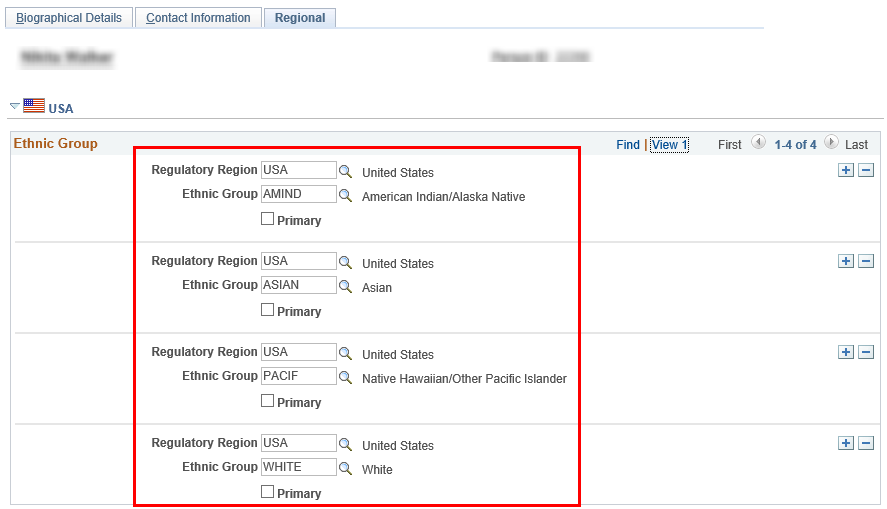 Biographical Details Contact Information Regional
USA
Ethnic Group Find | View 1 First 1-4 of 4 Last
Regulatory Region USA United States
Ethnic Group AMIND American Indian/Alaska Native
Primary
Regulatory Region USA United States
Ethnic Group ASIAN Asian
Primary
Regulatory Region USA United States
Ethnic Group PACIF Native Hawaiian/Other Pacific Islander
Primary
Regulatory Region USA United States
Ethnic Group WHITE White
Primary